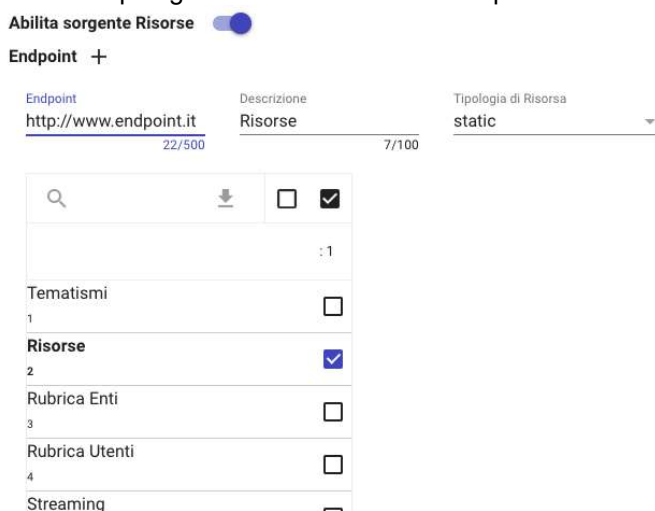 Abilita sorgente Risorse
Endpoint +
Endpoint Descrizione Tipologia di Risorsa
http://www.endpoint.it Risorse static
22/500 7/100
: 1
Tematismi
1
Risorse
2
Rubrica Enti
3
Rubrica Utenti
4
Streaming